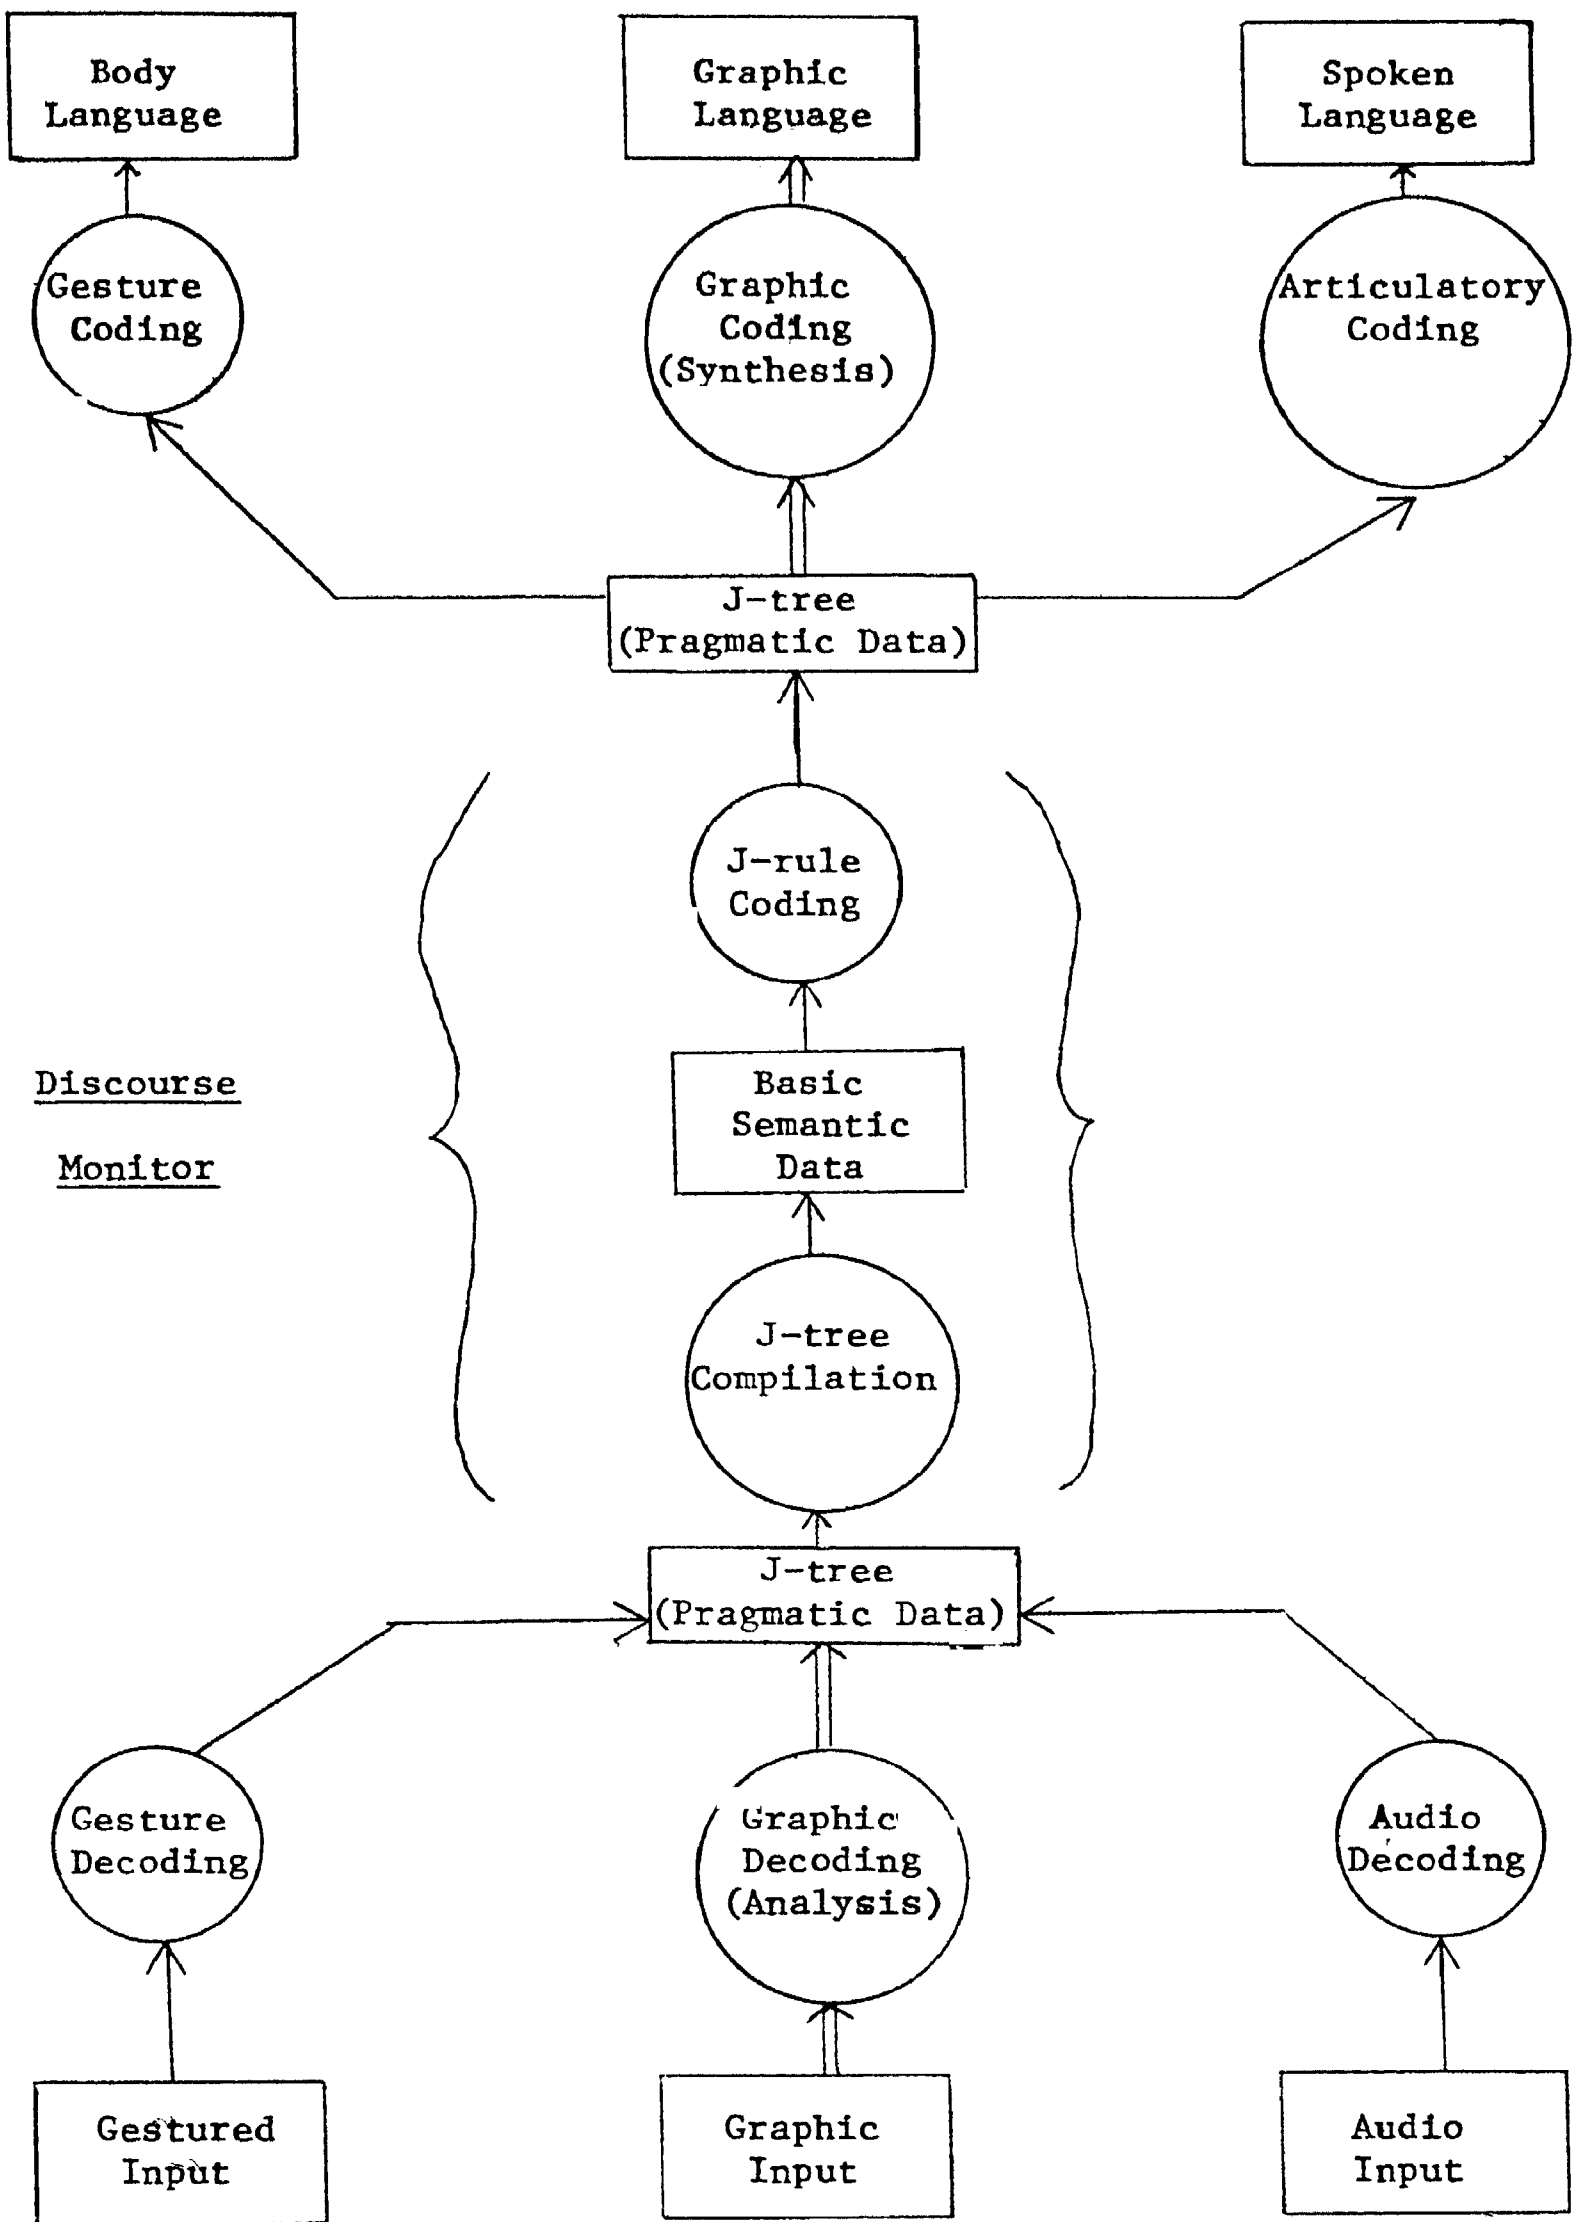 Body
Language
Graphic
Language
Spoken
Language
Gesture
Coding
Graphic
Coding
(Synthesis)
Articulatory
Coding
J-tree
(Pragmatic Data)
J-rule
Coding
Discourse
Monitor
Basic
Semantic
Data
J-tree
Compilation
J-tree
(Pragmatic Data)
Gesture
Decoding
Graphic
Decoding
(Analysis)
Audio
Decoding
Gestured
Input
Graphic
Input
Audio
Input